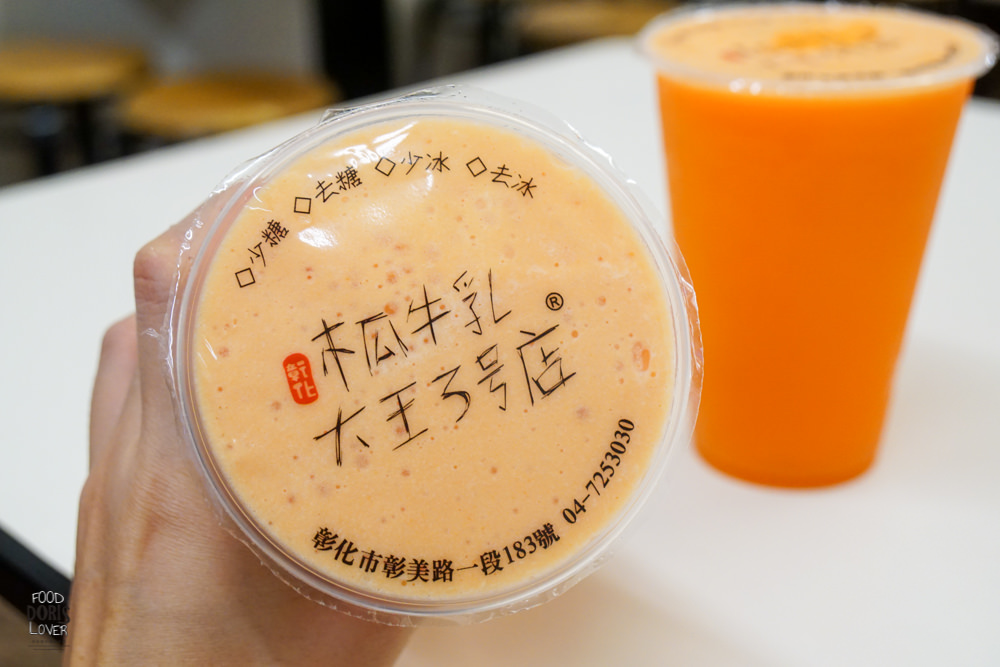 □少糖 □去糖 □少冰 □去冰
彰化
木瓜牛乳®
大王3号店
彰化市彰美路一段183號 04-7253030
FOOD
DORIS
LOVER